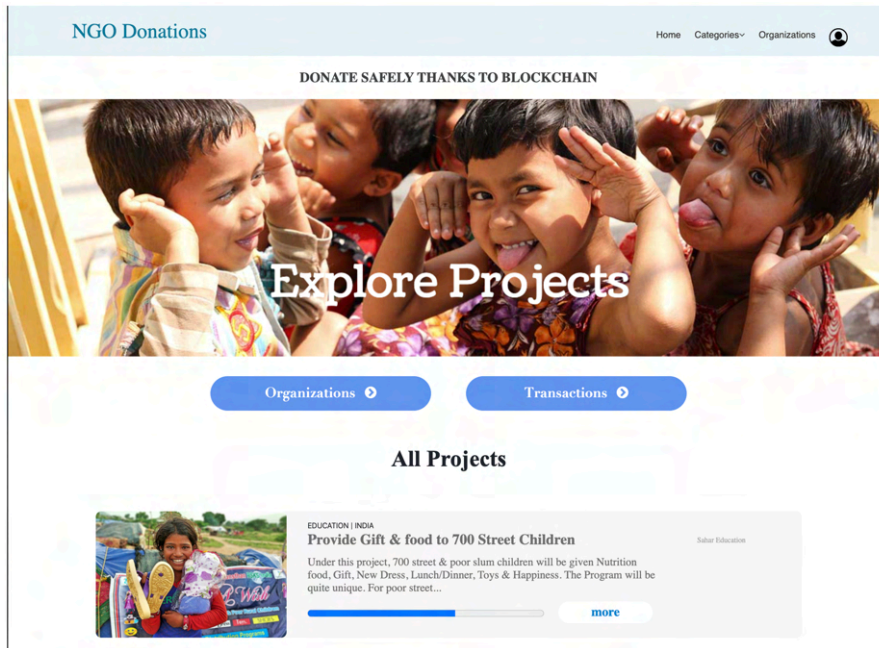 NGO Donations
Home Categories Organizations
DONATE SAFELY THANKS TO BLOCKCHAIN
Explore Projects
Organizations
Transactions
All Projects
EDUCATION | INDIA
Provide Gift & food to 700 Street Children
Sahar Education
Under this project, 700 street & poor slum children will be given Nutrition
food, Gift, New Dress, Lunch/Dinner, Toys & Happiness. The Program will be
quite unique. For poor street...
more